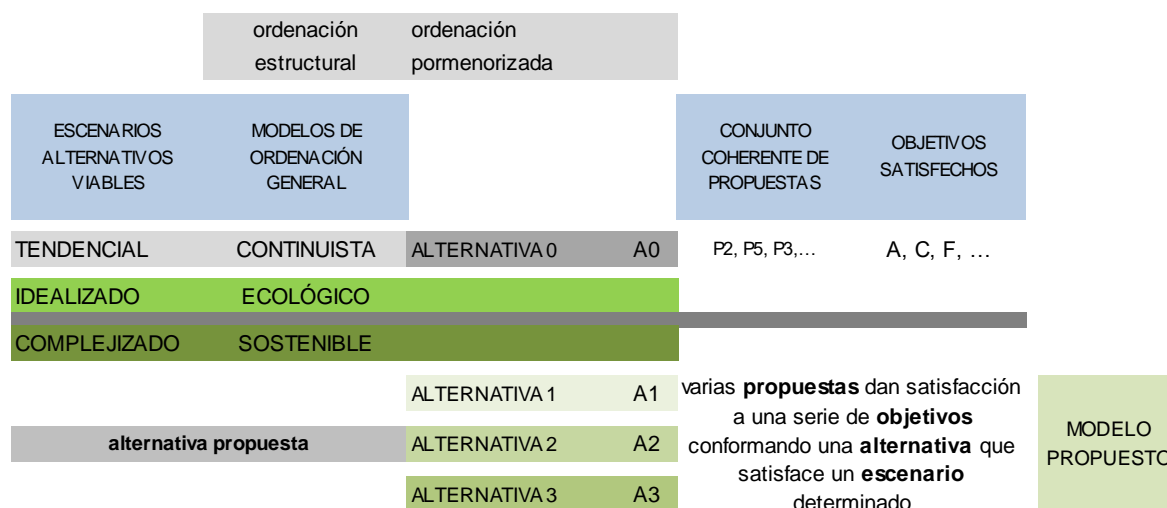 ordenación ordenación
estructural pormenorizada
ESCENARIOS
ALTERNATIVOS
VIABLES
MODELOS DE
ORDENACIÓN
GENERAL
CONJUNTO
COHERENTE DE
PROPUESTAS
OBJETIVOS
SATISFECHOS
TENDENCIAL CONTINUISTA ALTERNATIVA 0 A0 P2, P5, P3,... A, C, F, ...
IDEALIZADO ECOLÓGICO
COMPLEJIZADO SOSTENIBLE
ALTERNATIVA 1 A1
alternativa propuesta ALTERNATIVA 2 A2
ALTERNATIVA 3 A3
varias propuestas dan satisfacción
a una serie de objetivos
conformando una alternativa que
satisface un escenario
determinado
MODELO
PROPUESTO